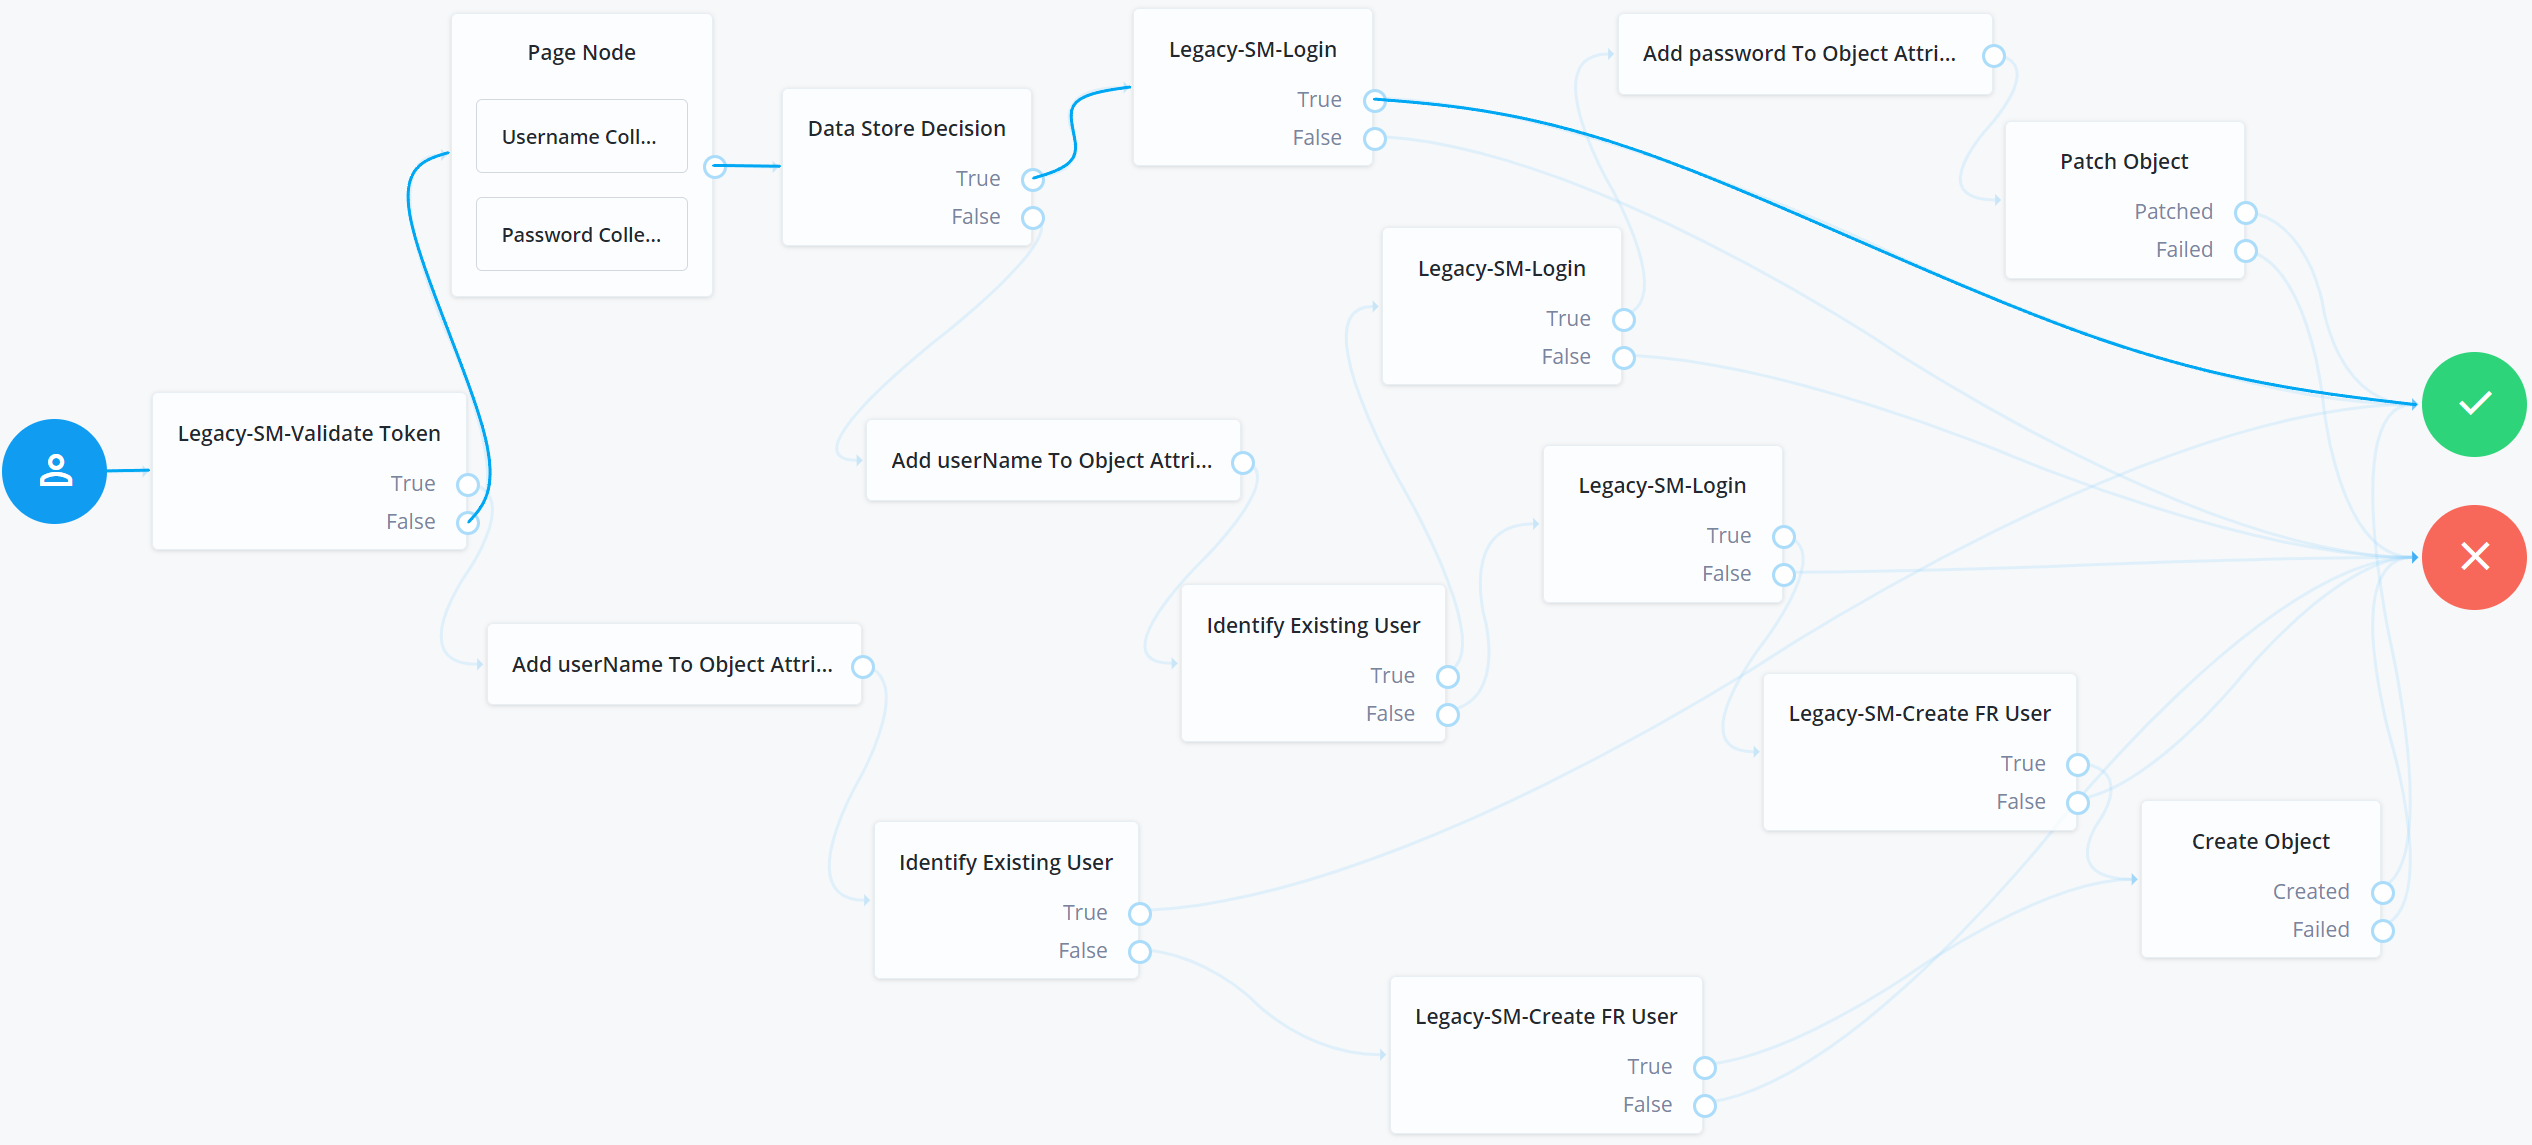 Page Node
Username Coll...
Password Colle...
Data Store Decision
True
False
Legacy-SM-Login
True
False
Add password To Object Attri...
Patch Object
Patched
Failed
Legacy-SM-Login
True
False
Legacy-SM-Validate Token
True
False
Add userName To Object Attri...
Legacy-SM-Login
True
False
Identify Existing User
True
False
Add userName To Object Attri...
Legacy-SM-Create FR User
True
False
Identify Existing User
True
False
Create Object
Created
Failed
Legacy-SM-Create FR User
True
False